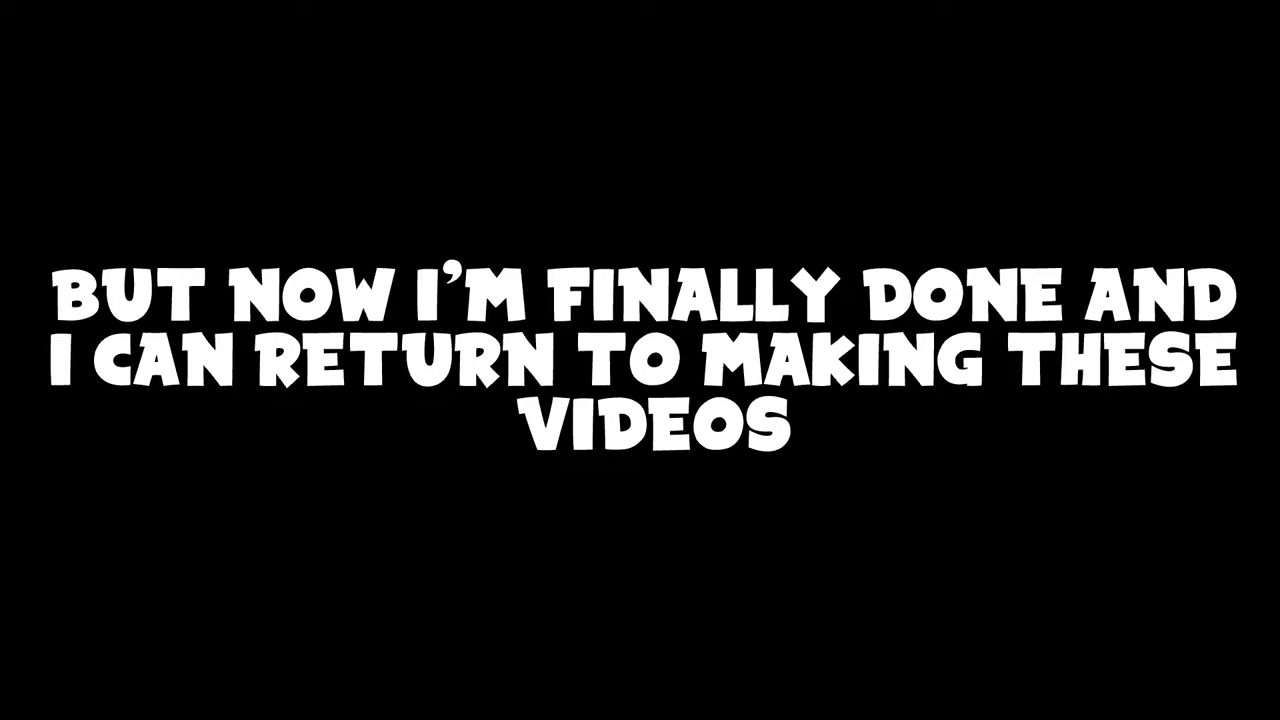 BUT NOW I'M FINALLY DONE AND
I CAN RETURN TO MAKING THESE
VIDEOS